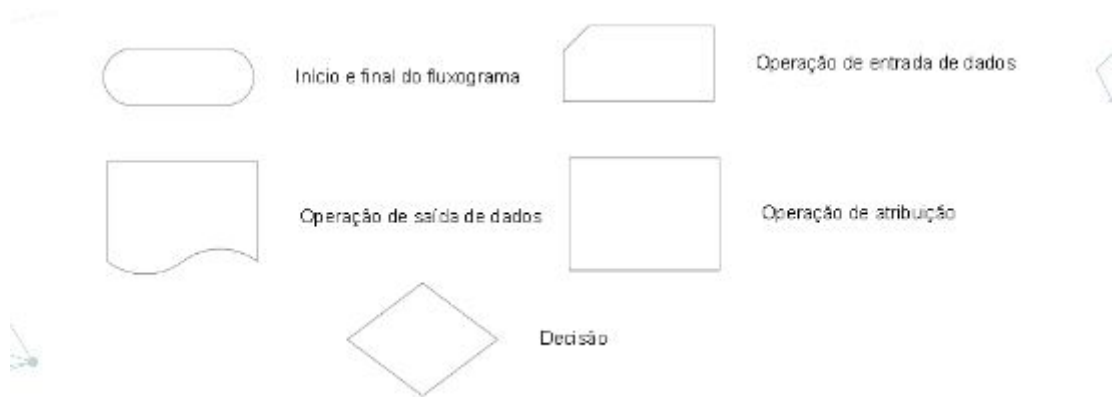 Início e final do fluxograma
Operação de entrada de dados
Operação de saída de dados
Operação de atribuição
Decisão